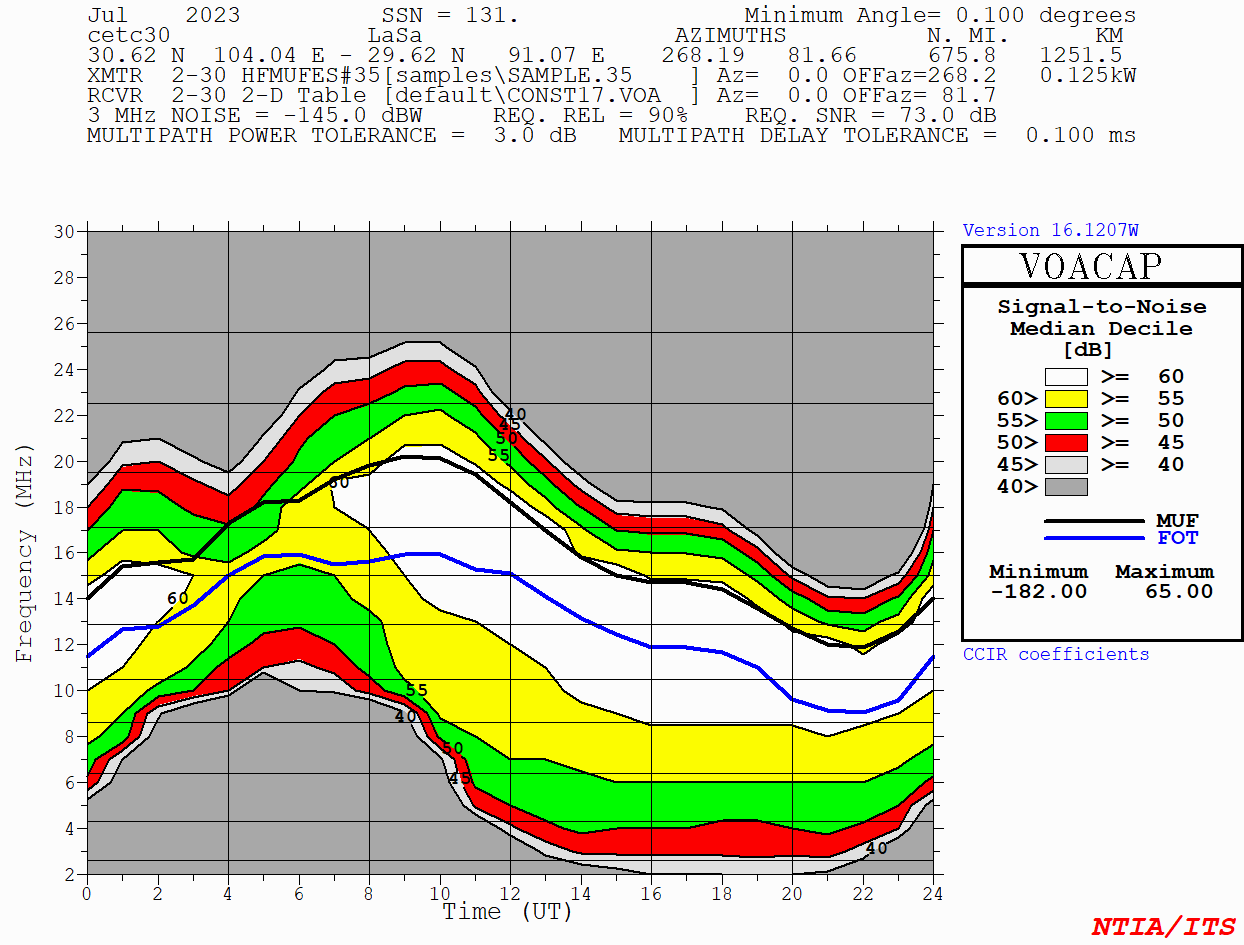 Jul    2023          SSN = 131.                Minimum Angle= 0.100 degrees
cetc30              LaSa                  AZIMUTHS          N. MI.      KM
30.62 N  104.04 E - 29.62 N   91.07 E    268.19   81.66     675.8   1251.5
XMTR  2-30 HFMUFES#35[samples\SAMPLE.35    ] Az=  0.0 OFFaz=268.2   0.125kW
RCVR  2-30 2-D Table [default\CONST17.VOA  ] Az=  0.0 OFFaz= 81.7
3 MHz NOISE = -145.0 dBW     REQ. REL = 90%    REQ. SNR = 73.0 dB
MULTIPATH POWER TOLERANCE =  3.0 dB   MULTIPATH DELAY TOLERANCE =  0.100 ms
30
28
26
24
22
20
18
16
14
12
10
8
6
4
2
Frequency (MHz)
0 2 4 6 8 10 12 14 16 18 20 22 24
Time (UT)
40
45
50
55
60
60
55
40
50
45
40
Version 16.1207W
VOACAP
Signal-to-Noise
Median Decile
[dB]
>= 60
60> >= 55
55> >= 50
50> >= 45
45> >= 40
40>
MUF
FOT
Minimum Maximum
-182.00 65.00
CCIR coefficients
NTIA/ITS